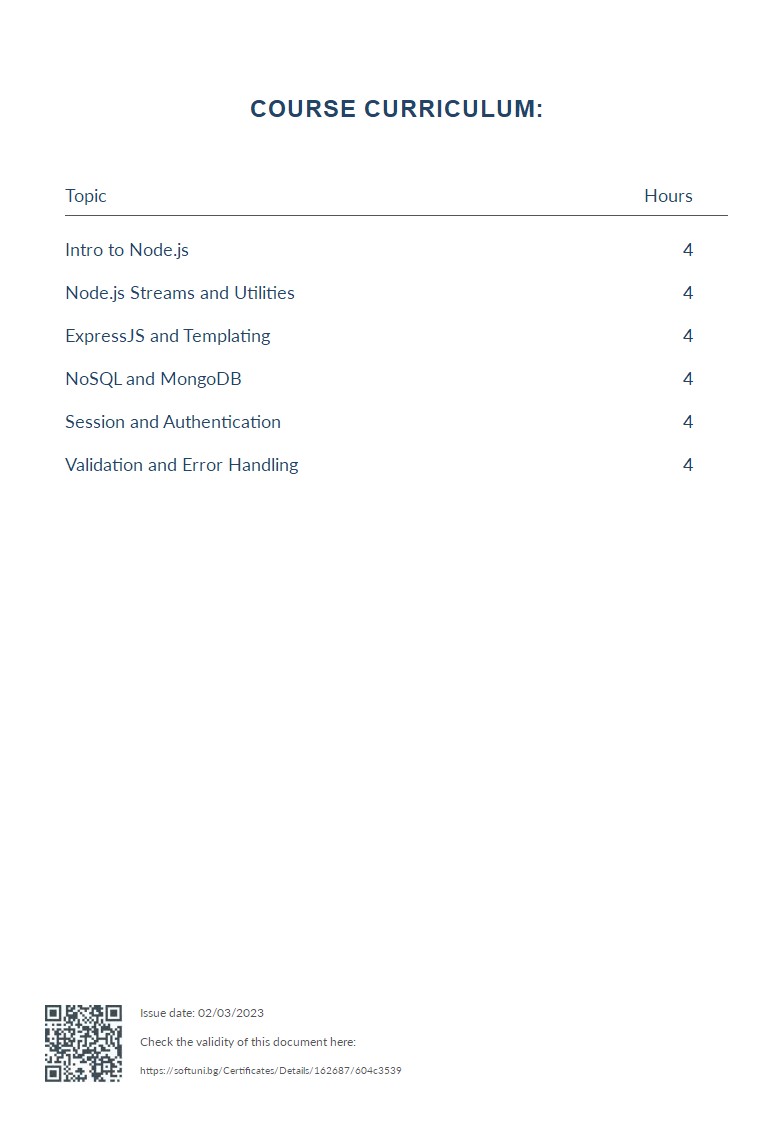 COURSE CURRICULUM:
Topic Hours
Intro to Node.js 4
Node.js Streams and Utilities 4
ExpressJS and Templating 4
NoSQL and MongoDB 4
Session and Authentication 4
Validation and Error Handling 4
Issue date: 02/03/2023
Check the validity of this document here:
https://softuni.bg/Certificates/Details/162687/604c3539